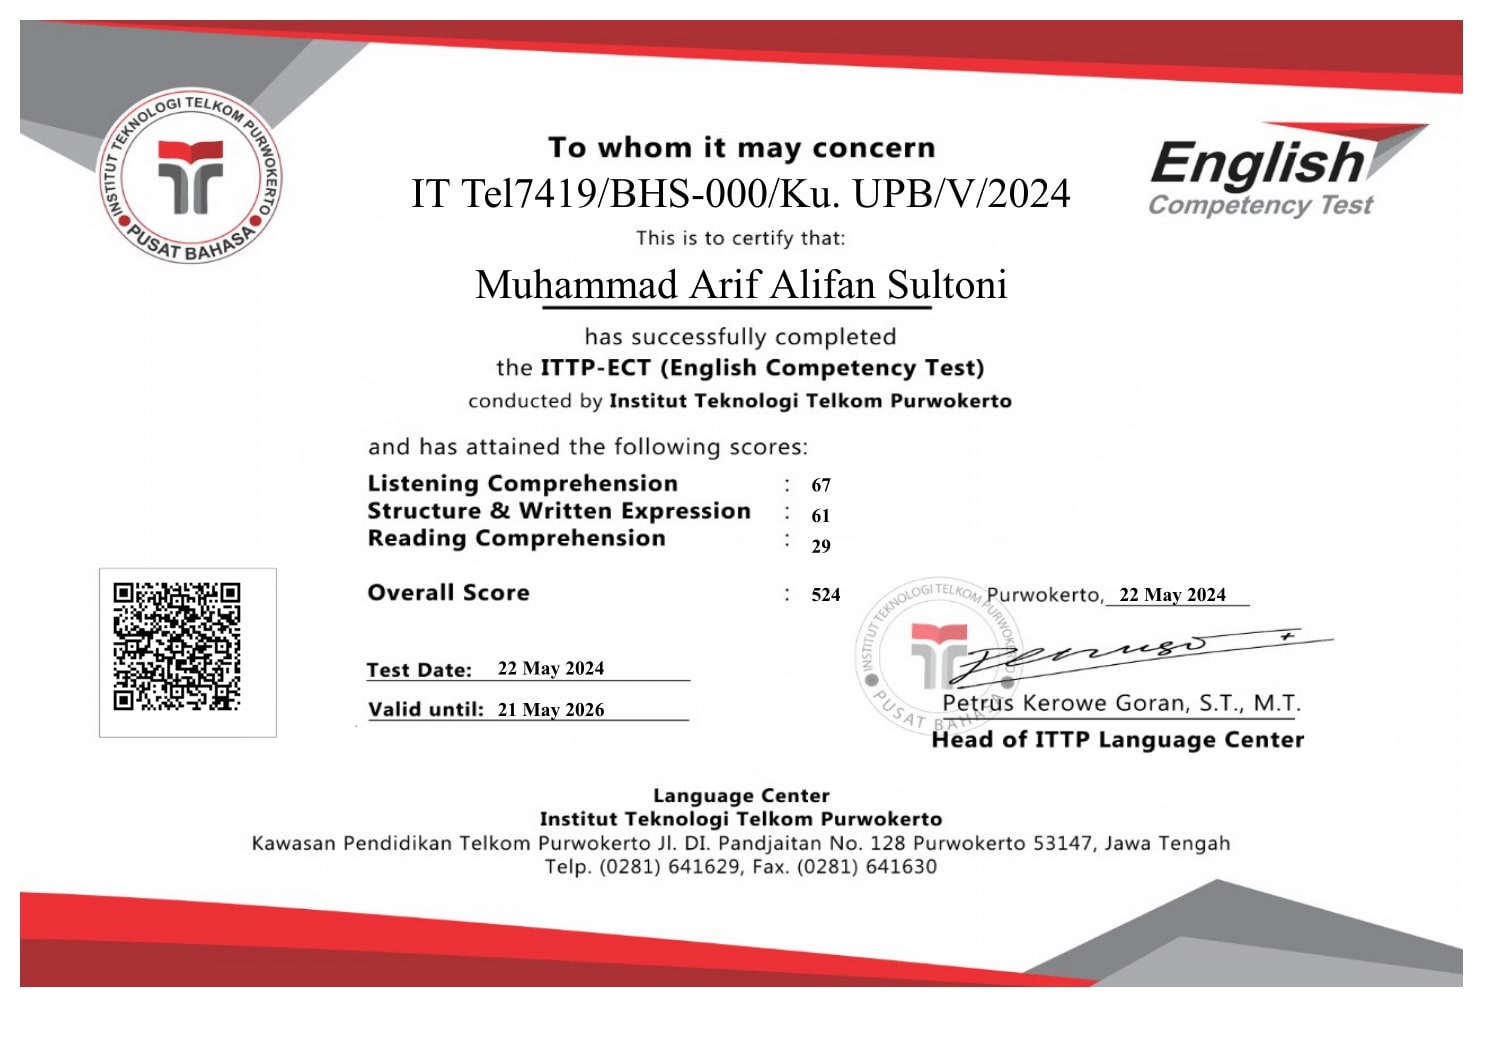 INSTITUT TEKNOLOGI TELKOM PURWOKERTO
PUSAT BAHASA
English
Competency Test
To whom it may concern
IT Tel7419/BHS-000/Ku. UPB/V/2024
This is to certify that:
Muhammad Arif Alifan Sultoni
has successfully completed
the ITTP-ECT (English Competency Test)
conducted by Institut Teknologi Telkom Purwokerto
and has attained the following scores:
Listening Comprehension : 67
Structure & Written Expression : 61
Reading Comprehension : 29
Overall Score : 524
Purwokerto, 22 May 2024
INSTITUT TEKNOLOGI TELKOM PURWOKERTO
PUSAT BAHASA
Test Date: 22 May 2024
Valid until: 21 May 2026
Petrus Kerowe Goran, S.T., M.T.
Head of ITTP Language Center
Language Center
Institut Teknologi Telkom Purwokerto
Kawasan Pendidikan Telkom Purwokerto Jl. DI. Pandjaitan No. 128 Purwokerto 53147, Jawa Tengah
Telp. (0281) 641629, Fax. (0281) 641630